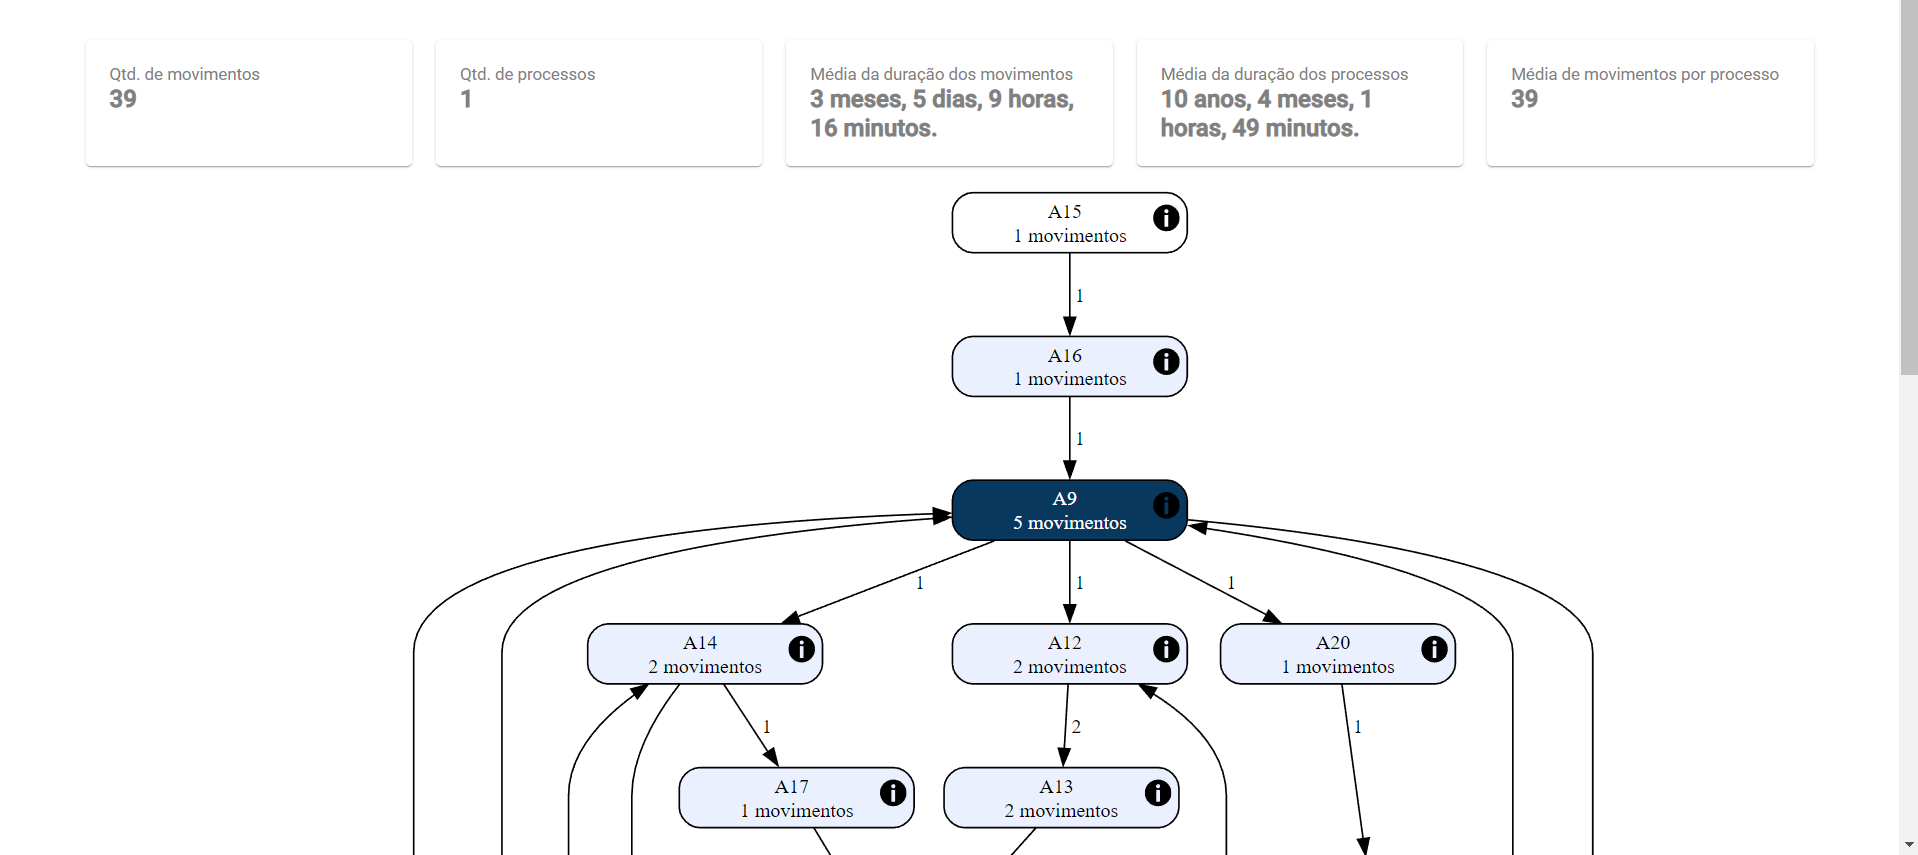 Qtd. de movimentos
39
Qtd. de processos
1
Média da duração dos movimentos
3 meses, 5 dias, 9 horas,
16 minutos.
Média da duração dos processos
10 anos, 4 meses, 1
horas, 49 minutos.
Média de movimentos por processo
39
A15
1 movimentos
1
A16
1 movimentos
1
A9
5 movimentos
1
1
1
A14
2 movimentos
A12
2 movimentos
A20
1 movimentos
1
2
1
A17
1 movimentos
A13
2 movimentos